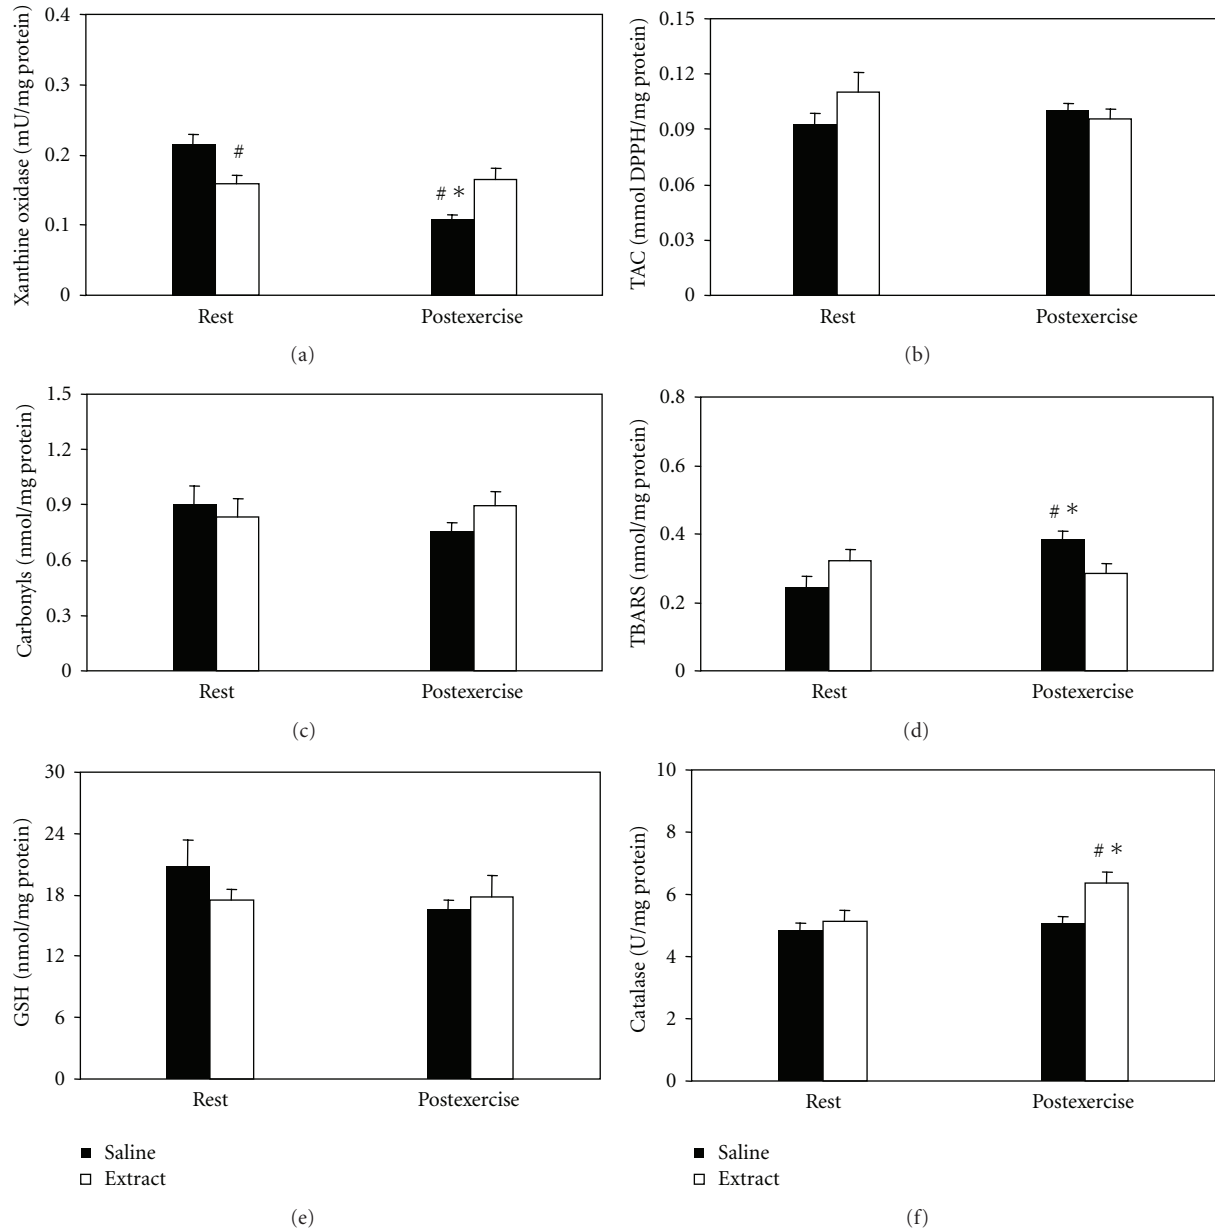 Xanthine oxidase (mU/mg protein)
0.4
0.3
0.2
0.1
0
#
# *
Rest Postexercise
(a)
TAC (mmol DPPH/mg protein)
0.15
0.12
0.09
0.06
0.03
0
Rest Postexercise
(b)
Carbonyls (nmol/mg protein)
1.5
1.2
0.9
0.6
0.3
0
Rest Postexercise
(c)
TBARS (nmol/mg protein)
0.8
0.6
0.4
0.2
0
# *
Rest Postexercise
(d)
GSH (nmol/mg protein)
30
24
18
12
6
0
Rest Postexercise
Saline
Extract
(e)
Catalase (U/mg protein)
10
8
6
4
2
0
# *
Rest Postexercise
Saline
Extract
(f)